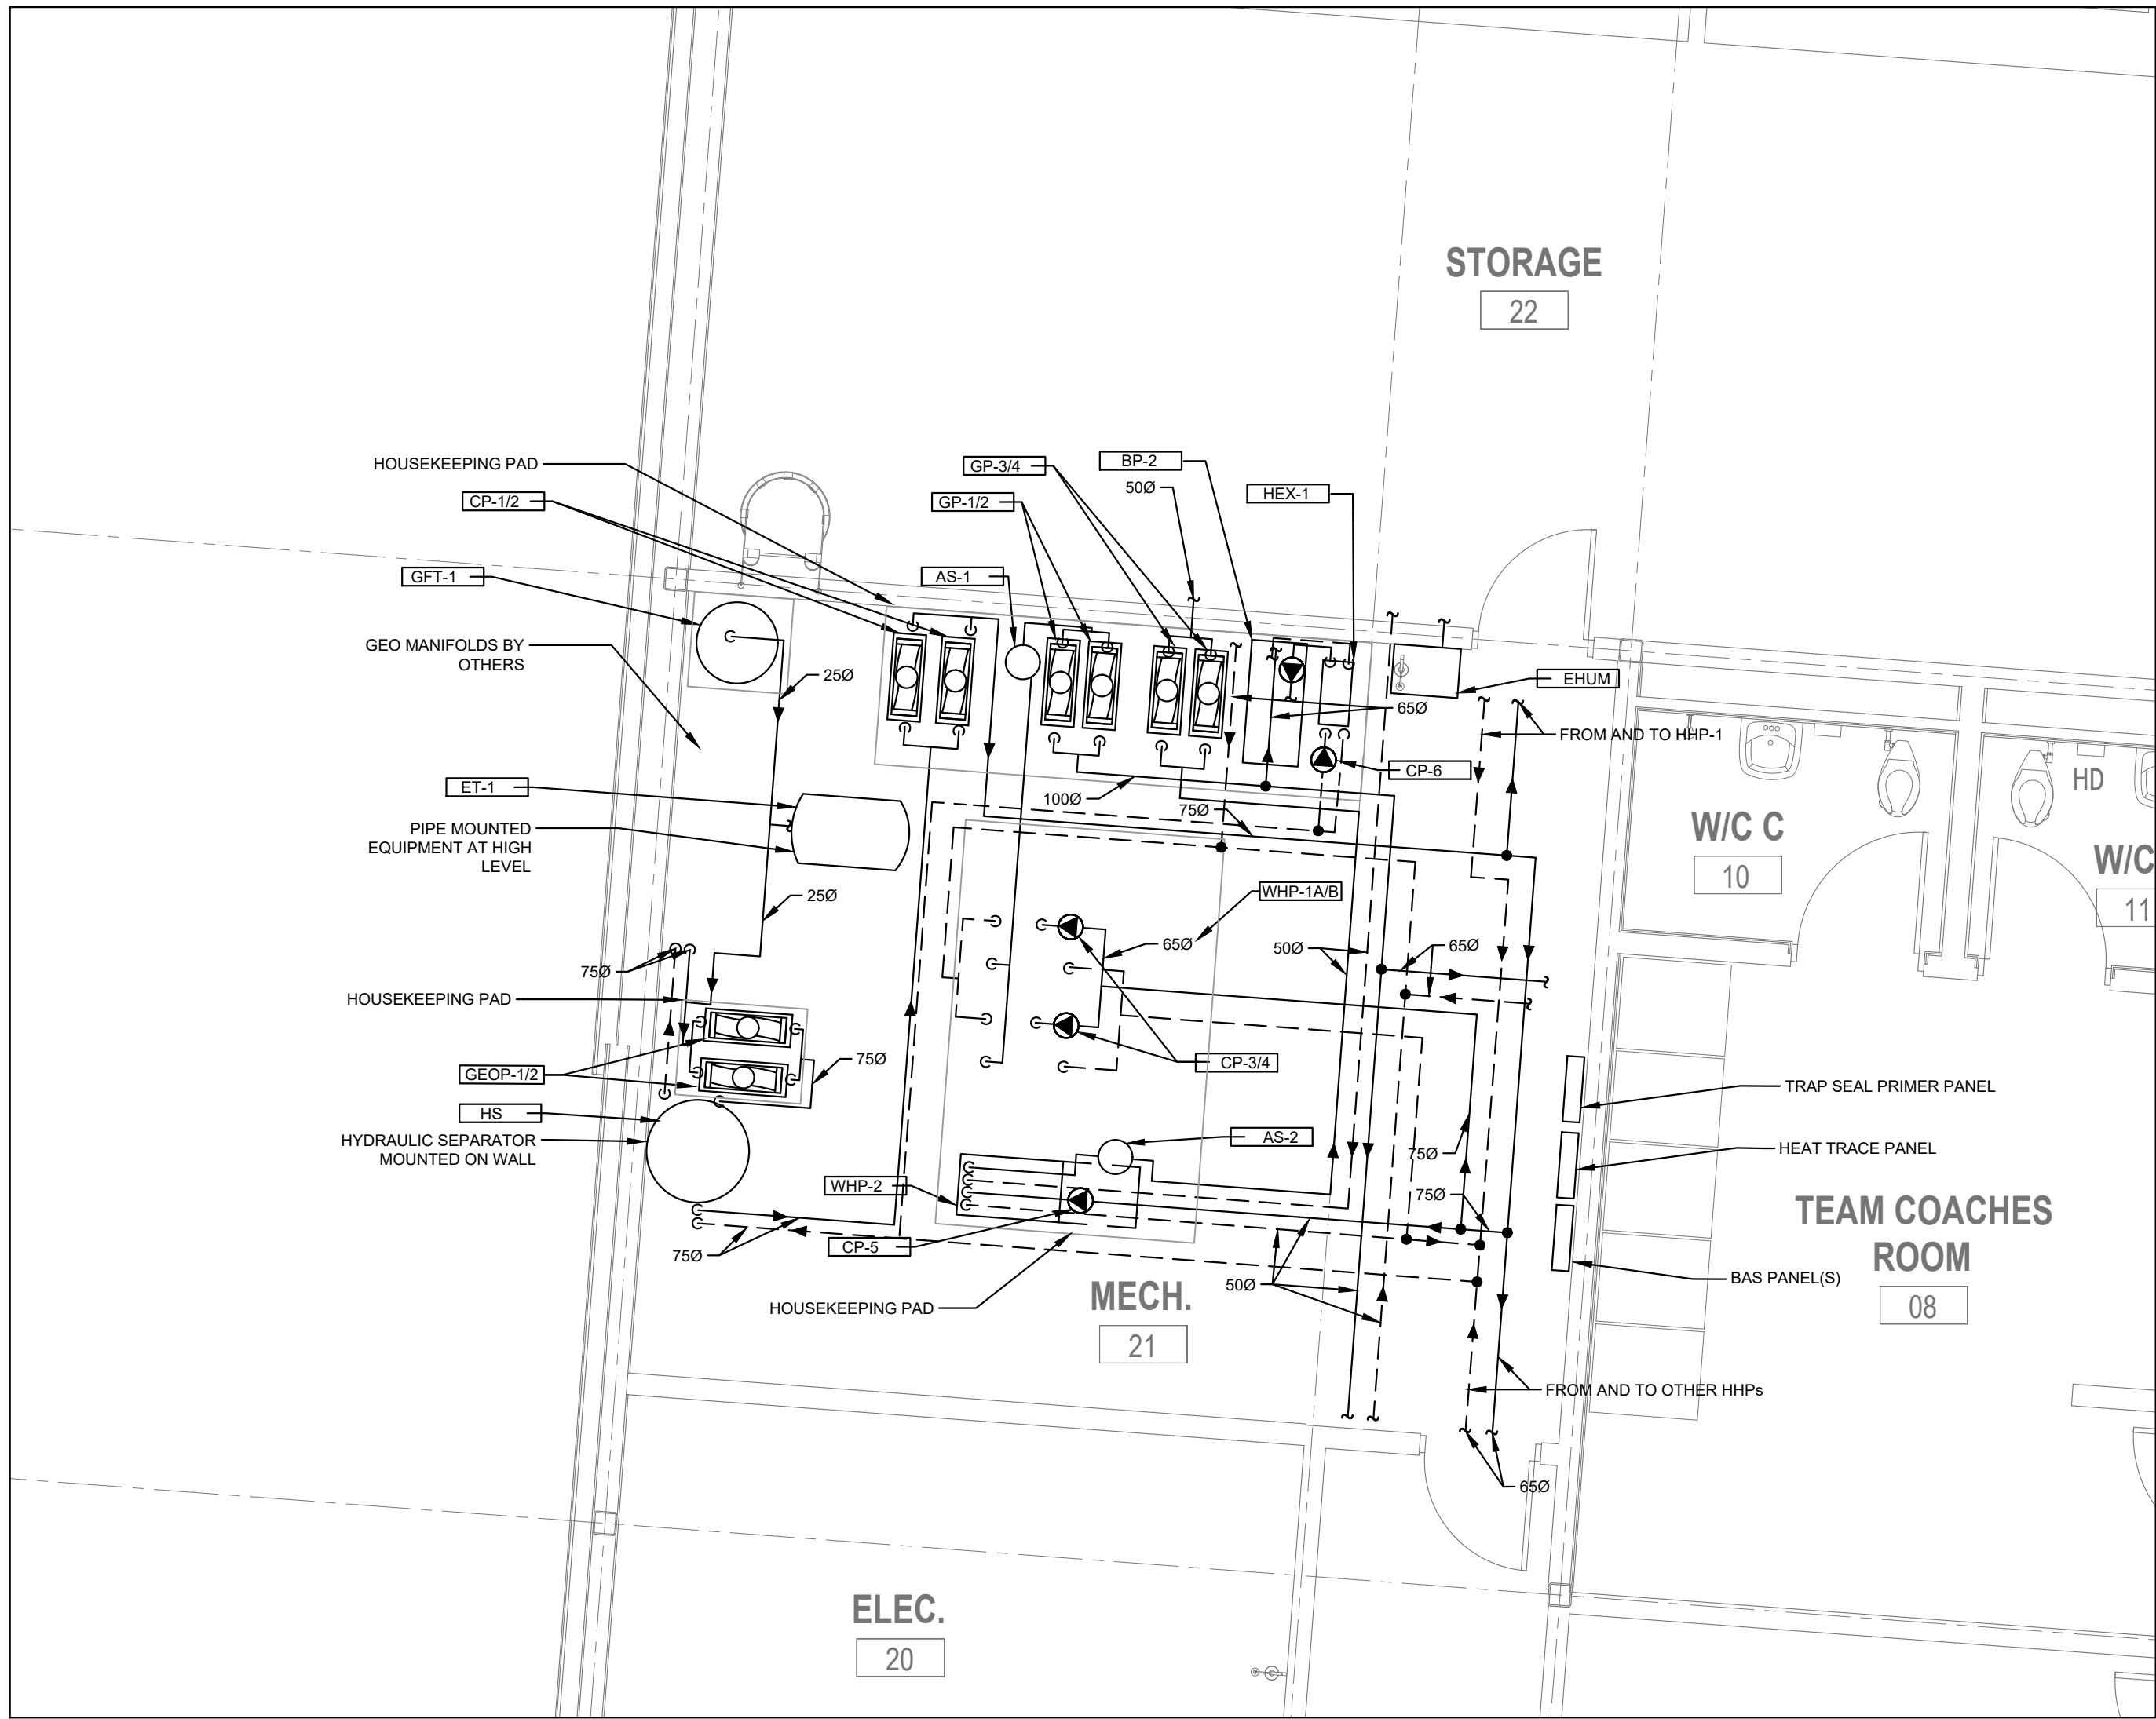 STORAGE
22
HOUSEKEEPING PAD
GP-3/4
BP-2
CP-1/2
GP-1/2
50Ø
HEX-1
GFT-1
AS-1
GEO MANIFOLDS BY
OTHERS
25Ø
EHUM
65Ø
FROM AND TO HHP-1
CP-6
HD
ET-1
100Ø
75Ø
PIPE MOUNTED
EQUIPMENT AT HIGH
LEVEL
W/C C
10
W/C
11
WHP-1A/B
25Ø
65Ø
50Ø
65Ø
75Ø
HOUSEKEEPING PAD
75Ø
CP-3/4
GEOP-1/2
TRAP SEAL PRIMER PANEL
HS
HYDRAULIC SEPARATOR
MOUNTED ON WALL
AS-2
75Ø
HEAT TRACE PANEL
WHP-2
75Ø
TEAM COACHES
ROOM
08
75Ø
CP-5
50Ø
BAS PANEL(S)
HOUSEKEEPING PAD
MECH.
21
FROM AND TO OTHER HHPs
65Ø
ELEC.
20